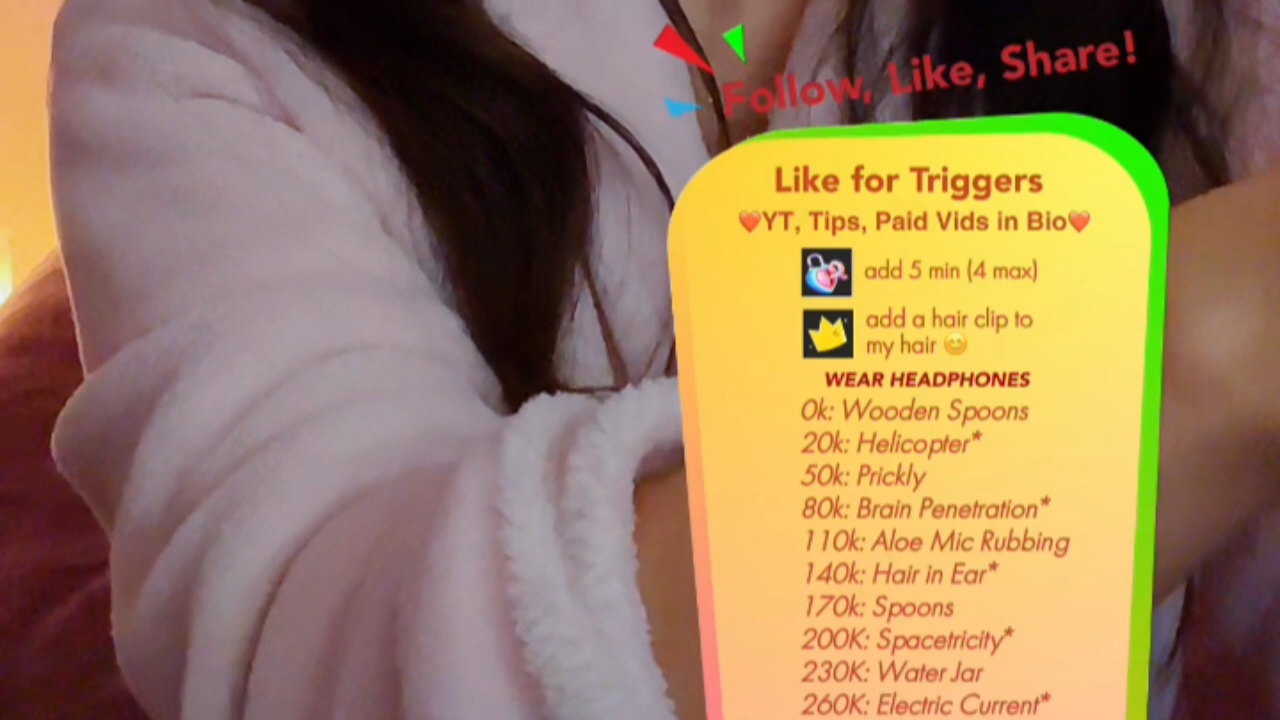 Follow, Like, Share!
Like for Triggers
❤️YT, Tips, Paid Vids in Bio❤️
add 5 min (4 max)
add a hair clip to
my hair 😊
WEAR HEADPHONES
0k: Wooden Spoons
20k: Helicopter*
50k: Prickly
80k: Brain Penetration*
110k: Aloe Mic Rubbing
140k: Hair in Ear*
170k: Spoons
200K: Spacetricity*
230K: Water Jar
260K: Electric Current*